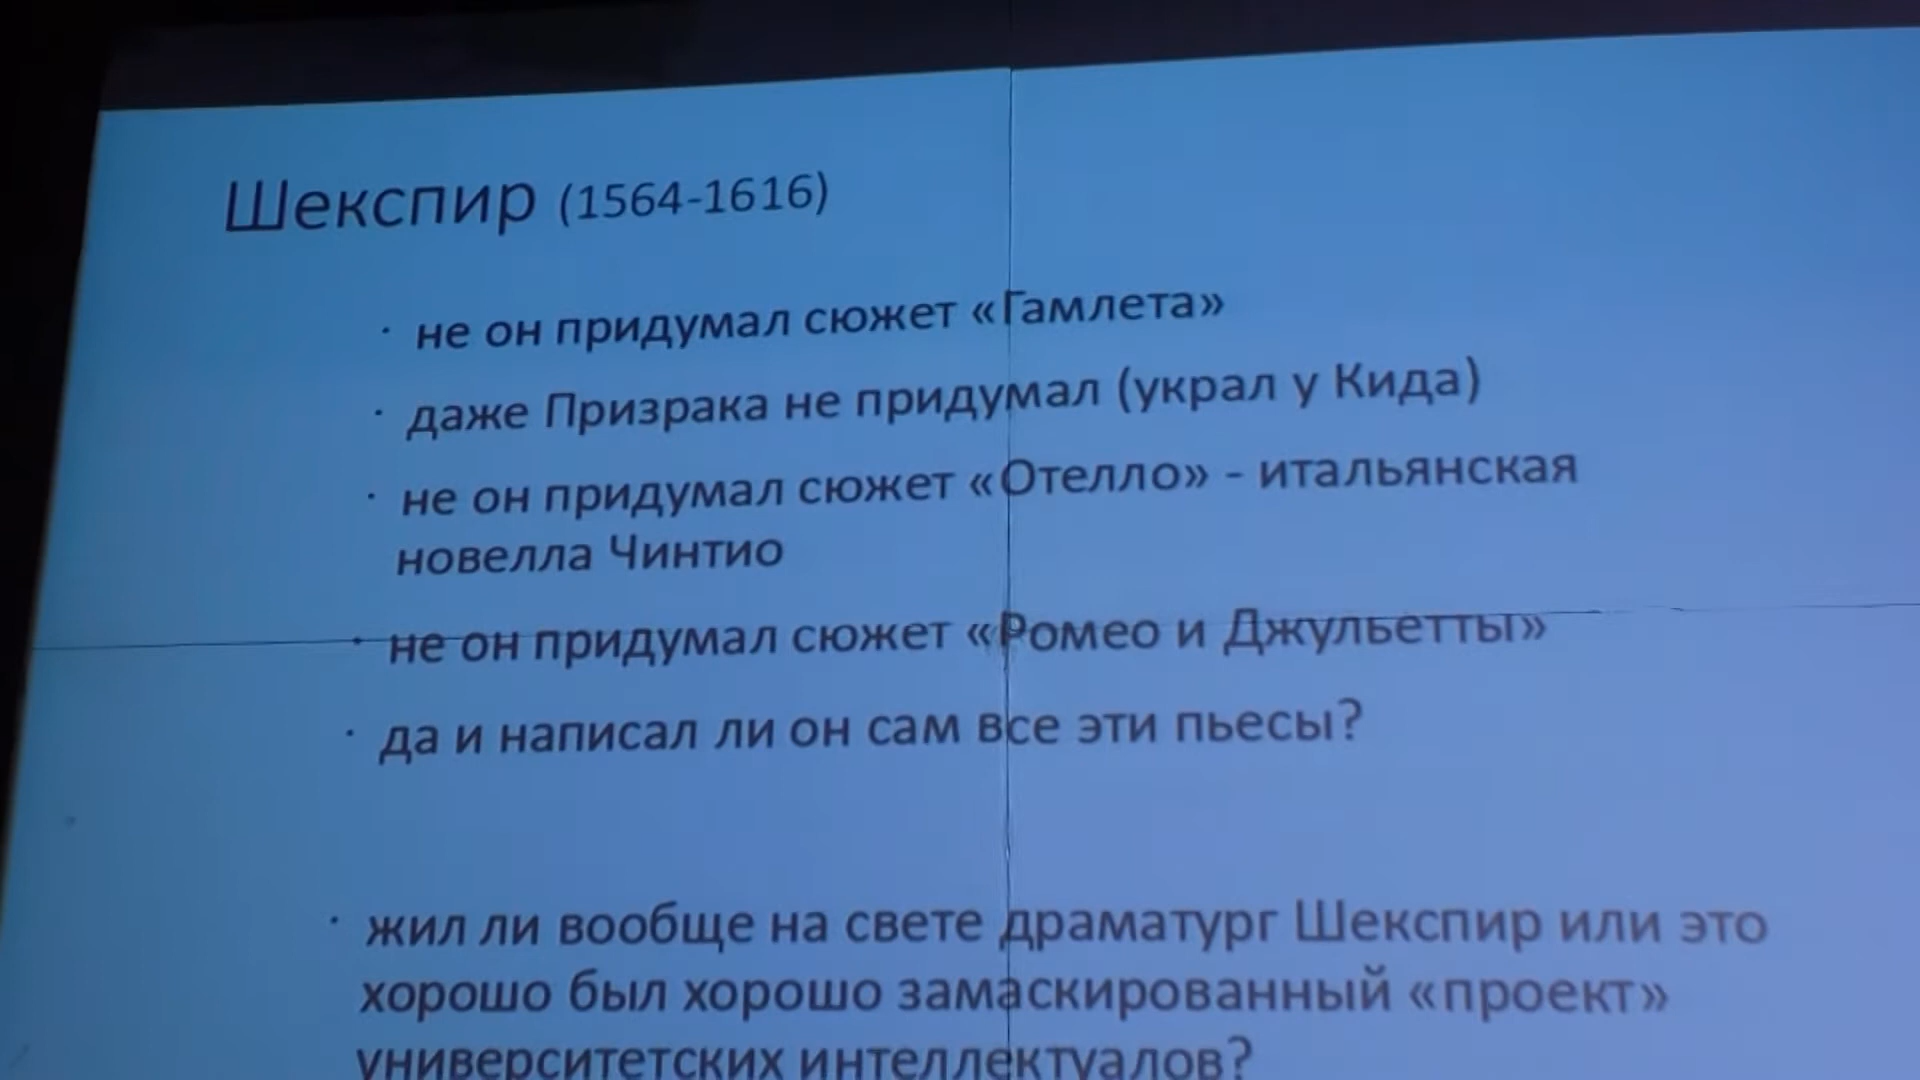 Шекспир (1564-1616)
· не он придумал сюжет «Гамлета»
· даже Призрака не придумал (украл у Кида)
· не он придумал сюжет «Отелло» - итальянская
новелла Чинтио
· не он придумал сюжет «Ромео и Джульетты»
· да и написал ли он сам все эти пьесы?
· жил ли вообще на свете драматург Шекспир или это
хорошо был хорошо замаскированный «проект»
университетских интеллектуалов?